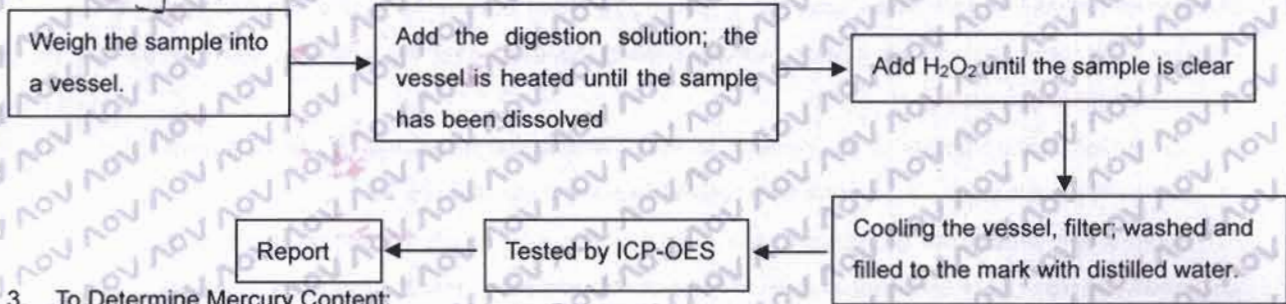 Weigh the sample into
a vessel.
Add the digestion solution; the
vessel is heated until the sample
has been dissolved
Add H₂O₂ until the sample is clear
Cooling the vessel, filter; washed and
filled to the mark with distilled water.
Tested by ICP-OES
Report
3. To Determine Mercury Content: